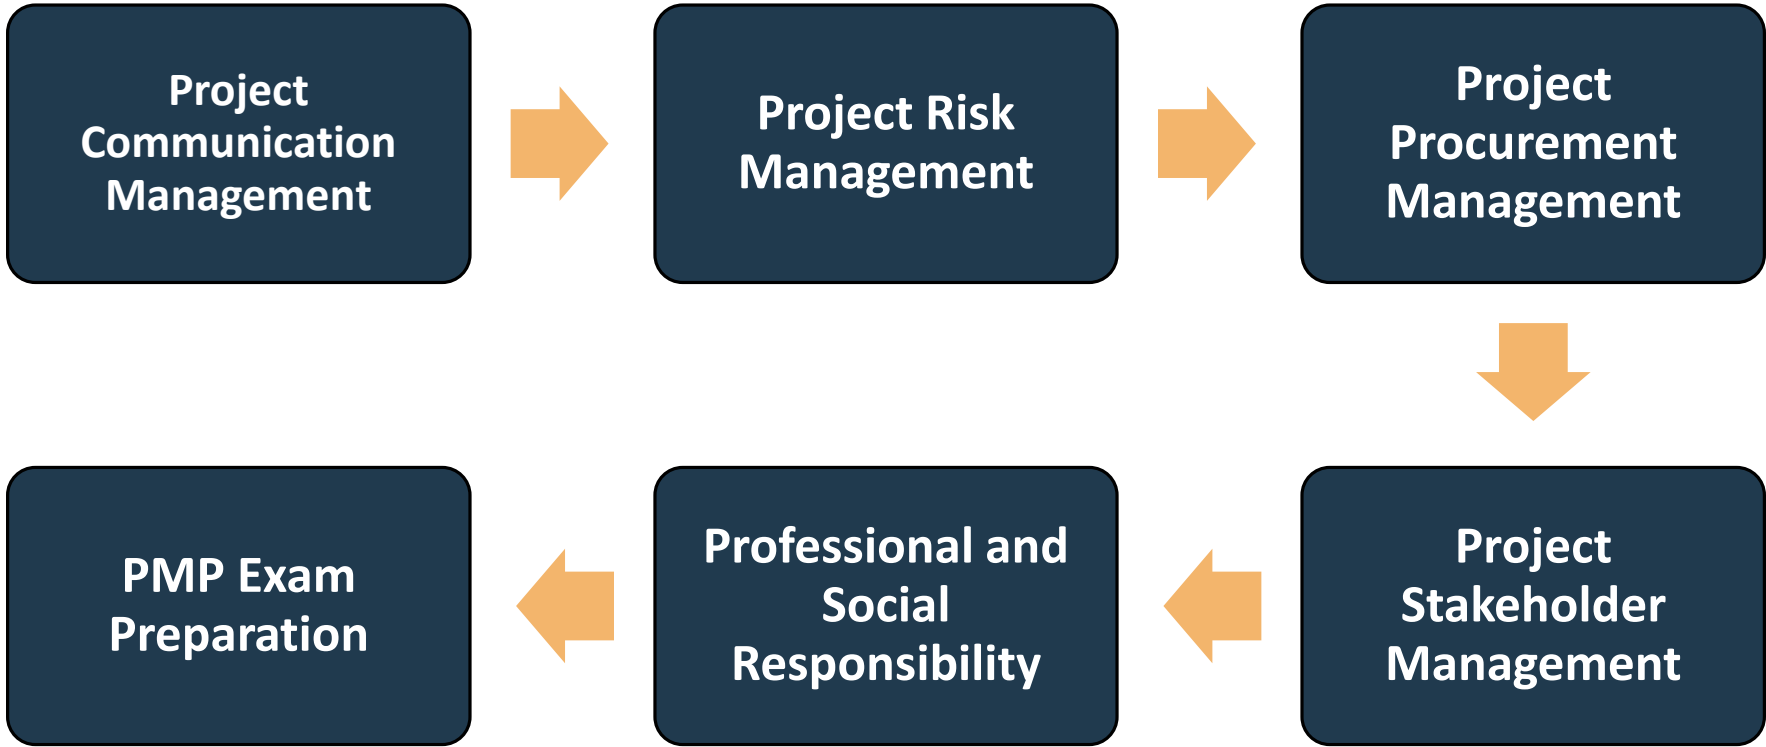 Project
Communication
Management
Project Risk
Management
Project
Procurement
Management
Project
Stakeholder
Management
Professional and
Social
Responsibility
PMP Exam
Preparation